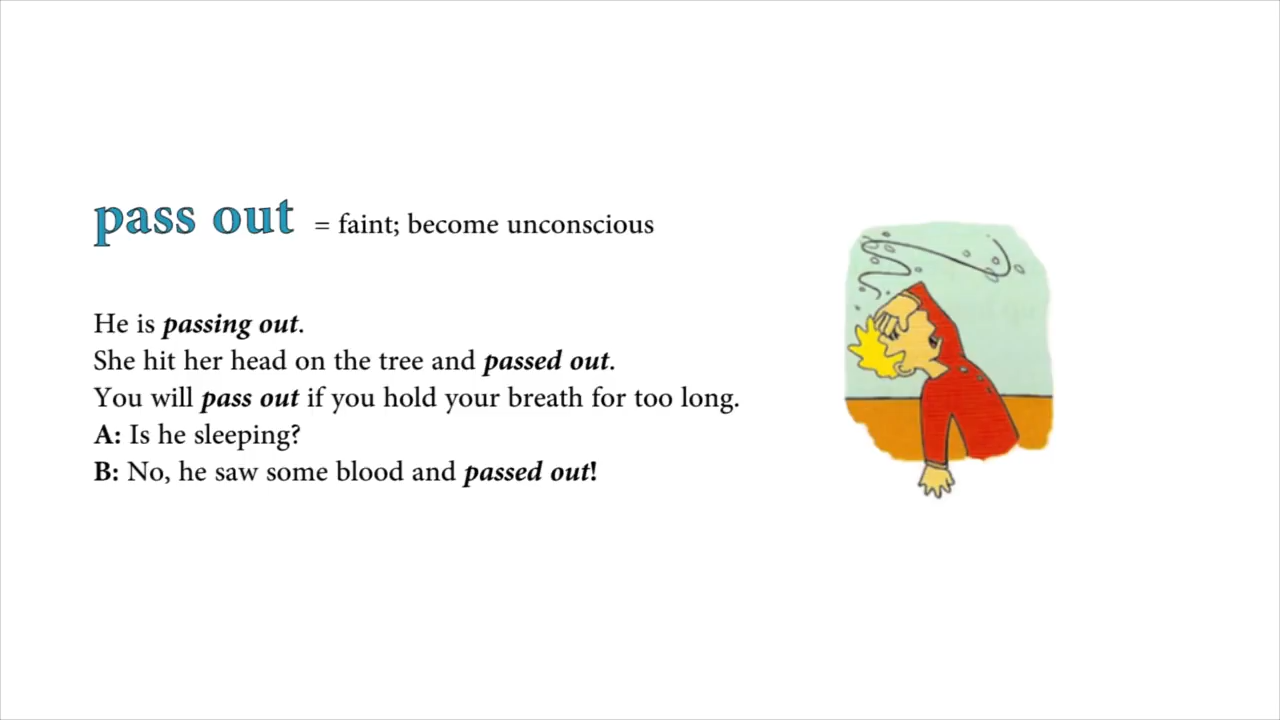 pass out = faint; become unconscious
He is passing out.
She hit her head on the tree and passed out.
You will pass out if you hold your breath for too long.
A: Is he sleeping?
B: No, he saw some blood and passed out!